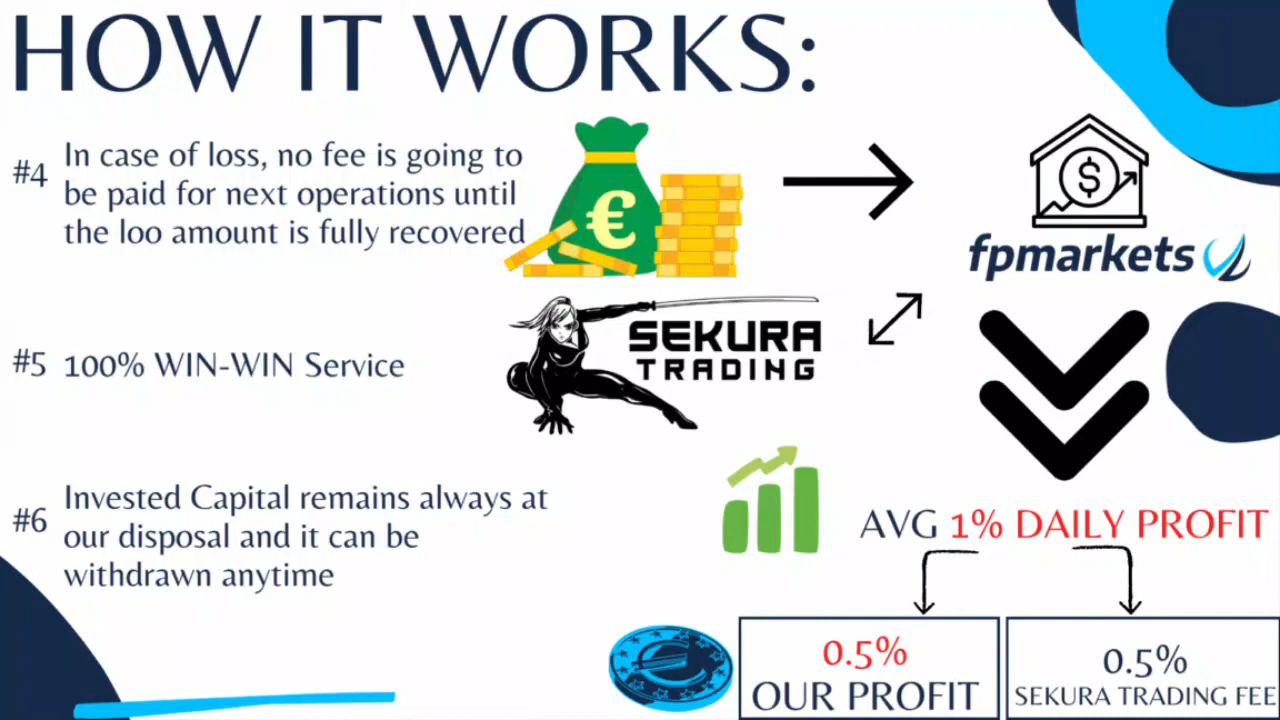 HOW IT WORKS:
#4 In case of loss, no fee is going to
be paid for next operations until
the loo amount is fully recovered
€
$
fpmarkets
SEKURA
TRADING
#5 100% WIN-WIN Service
#6 Invested Capital remains always at
our disposal and it can be
withdrawn anytime
AVG 1% DAILY PROFIT
0.5%
OUR PROFIT
0.5%
SEKURA TRADING FEE